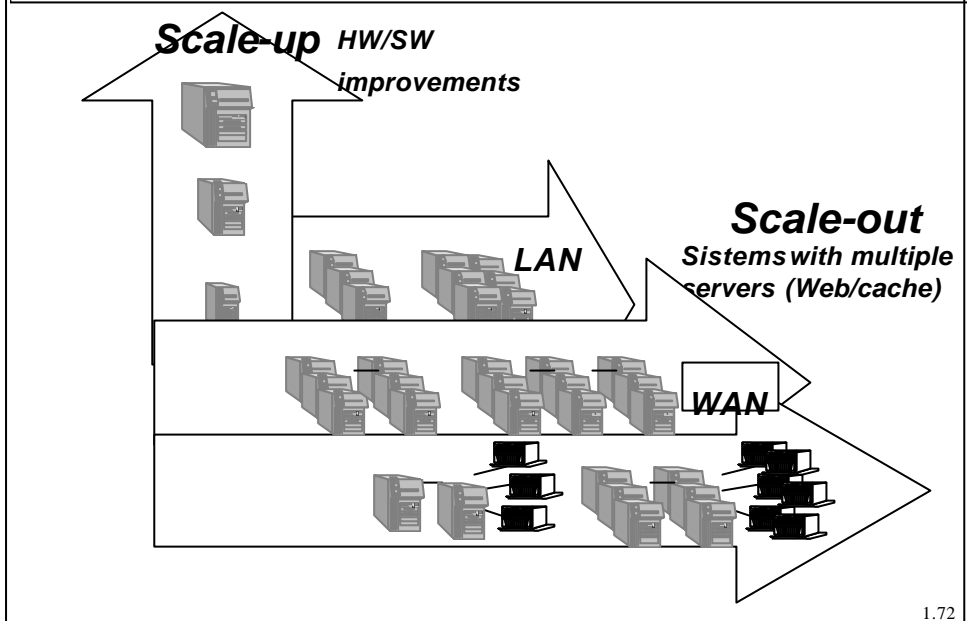 Scale-up HW/SW
improvements
Scale-out
Sistems with multiple
servers (Web/cache)
LAN
WAN
1.72